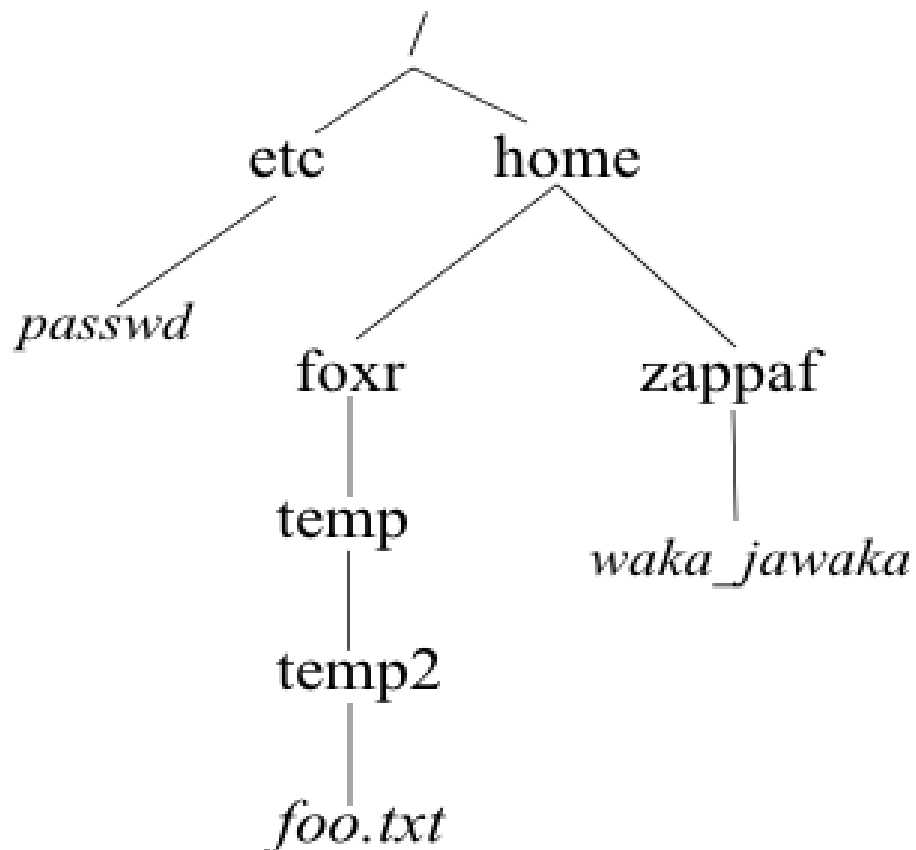 /
etc home
passwd
foxr zappaf
temp
waka_jawaka
temp2
foo.txt